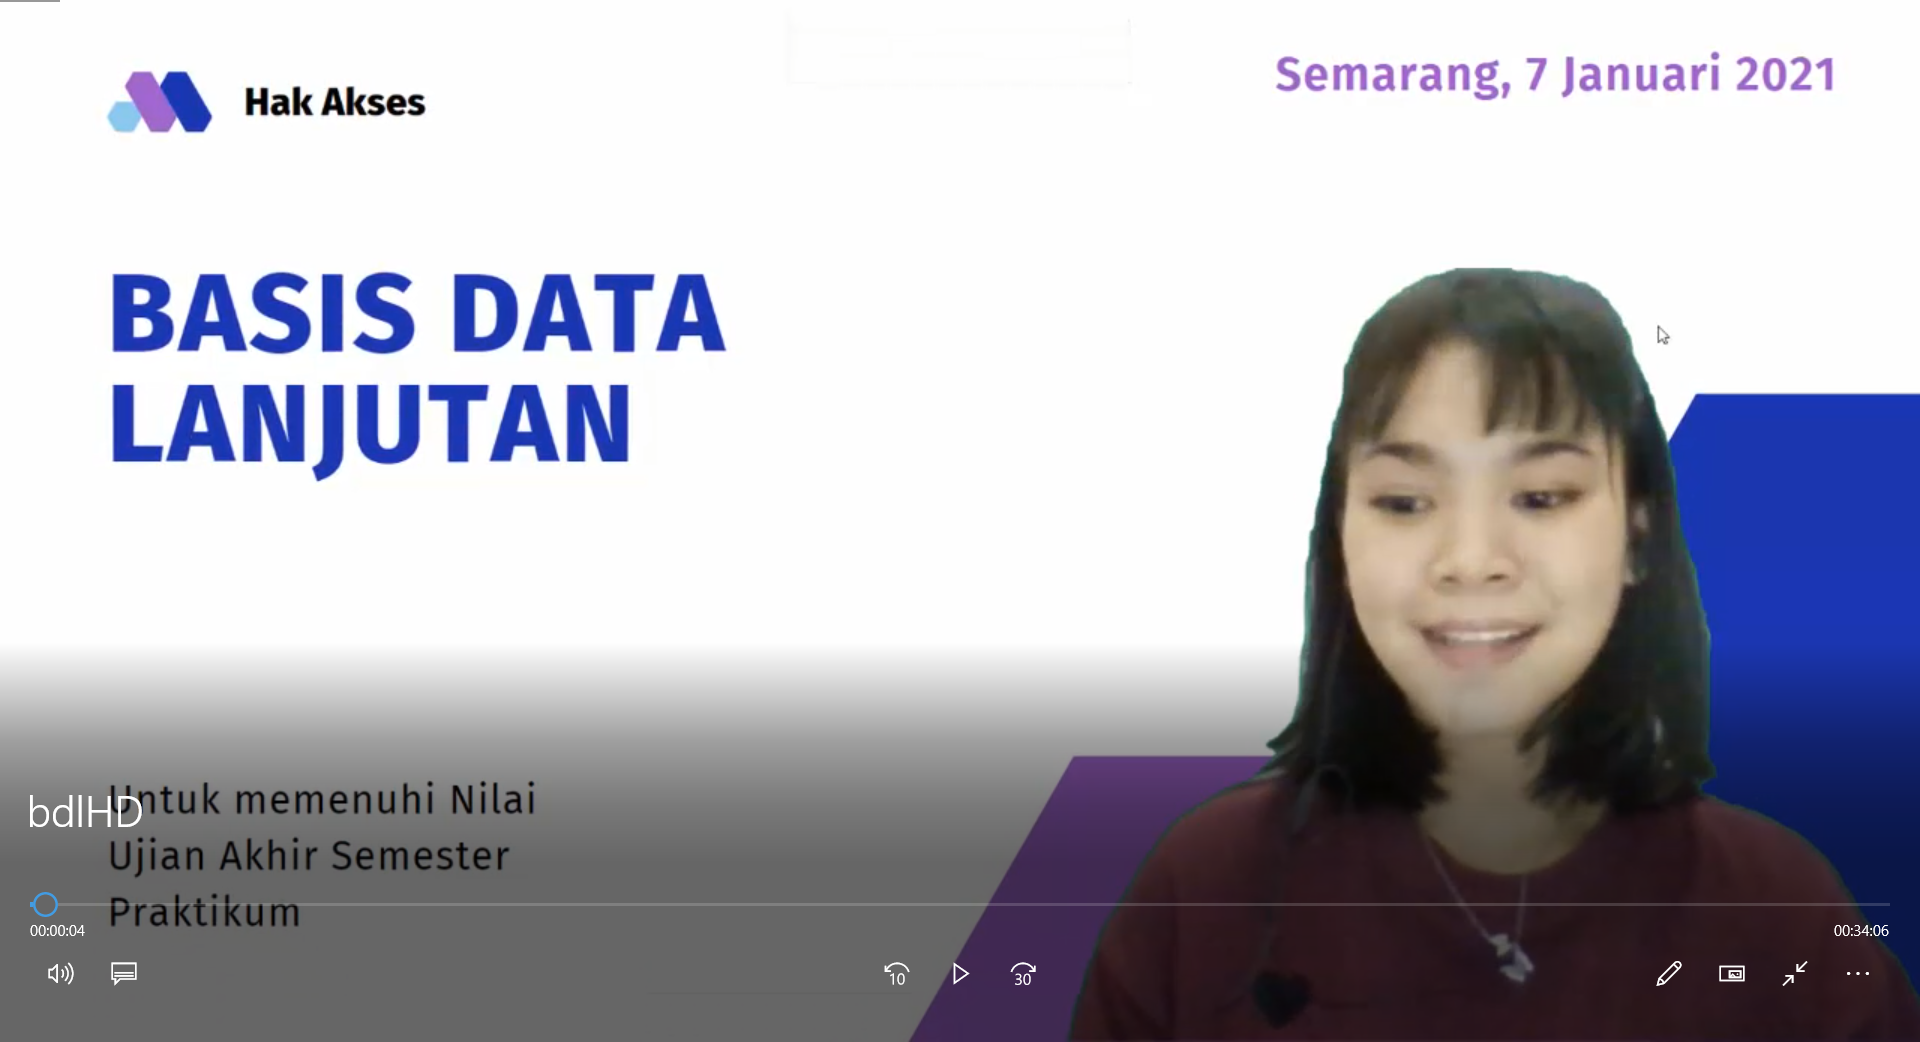 Hak Akses
Semarang, 7 Januari 2021
BASIS DATA
LANJUTAN
Untuk memenuhi Nilai
Ujian Akhir Semester
Praktikum
bdlHD
00:00:04
00:34:06
10
30